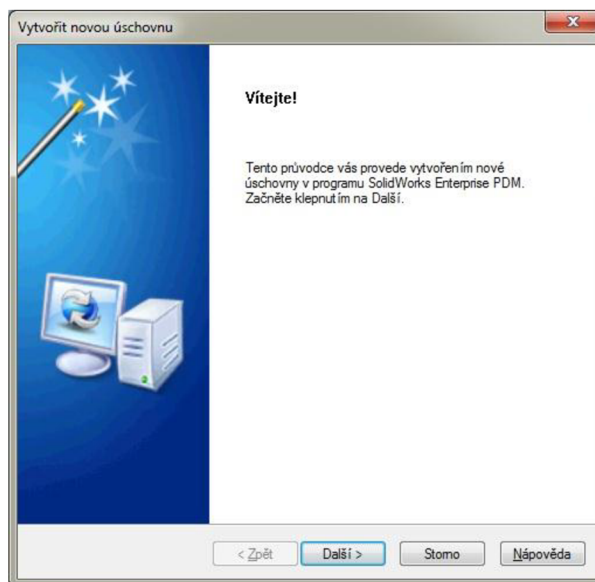 Vytvořit novou úschovnu
Vítejte!
Tento průvodce vás provede vytvořením nové
úschovny v programu SolidWorks Enterprise PDM.
Začněte klepnutím na Další.
< Zpět
Další >
Storno
Nápověda